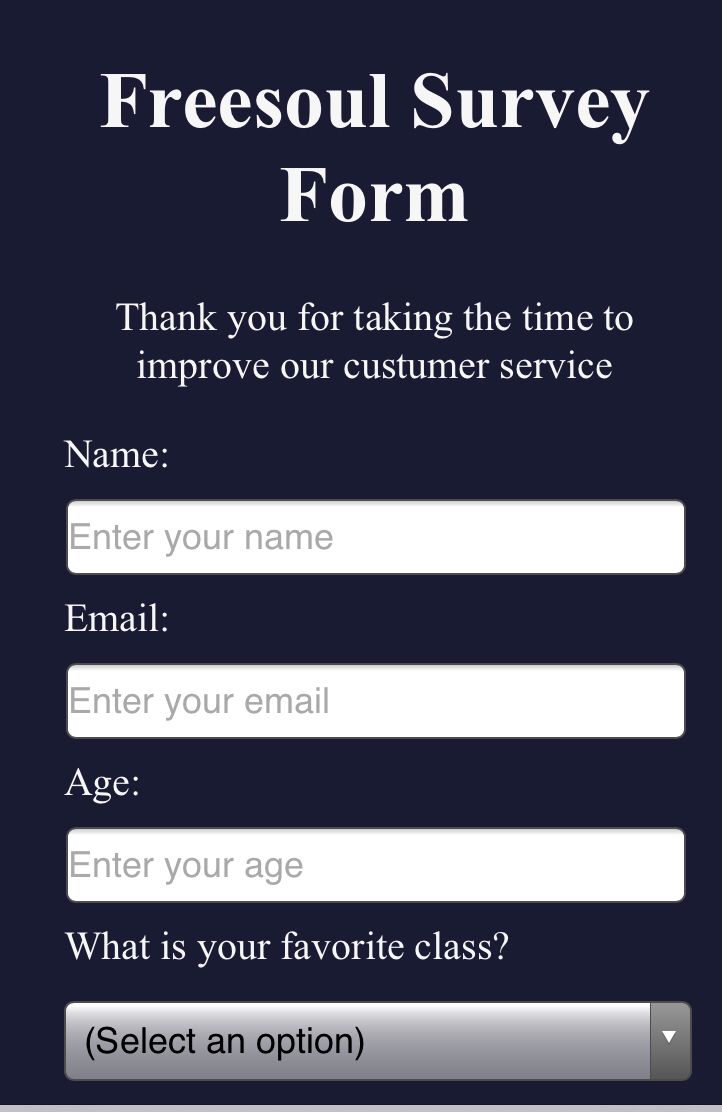 Freesoul Survey
Form
Thank you for taking the time to
improve our custumer service
Name:
Enter your name
Email:
Enter your email
Age:
Enter your age
What is your favorite class?
(Select an option)